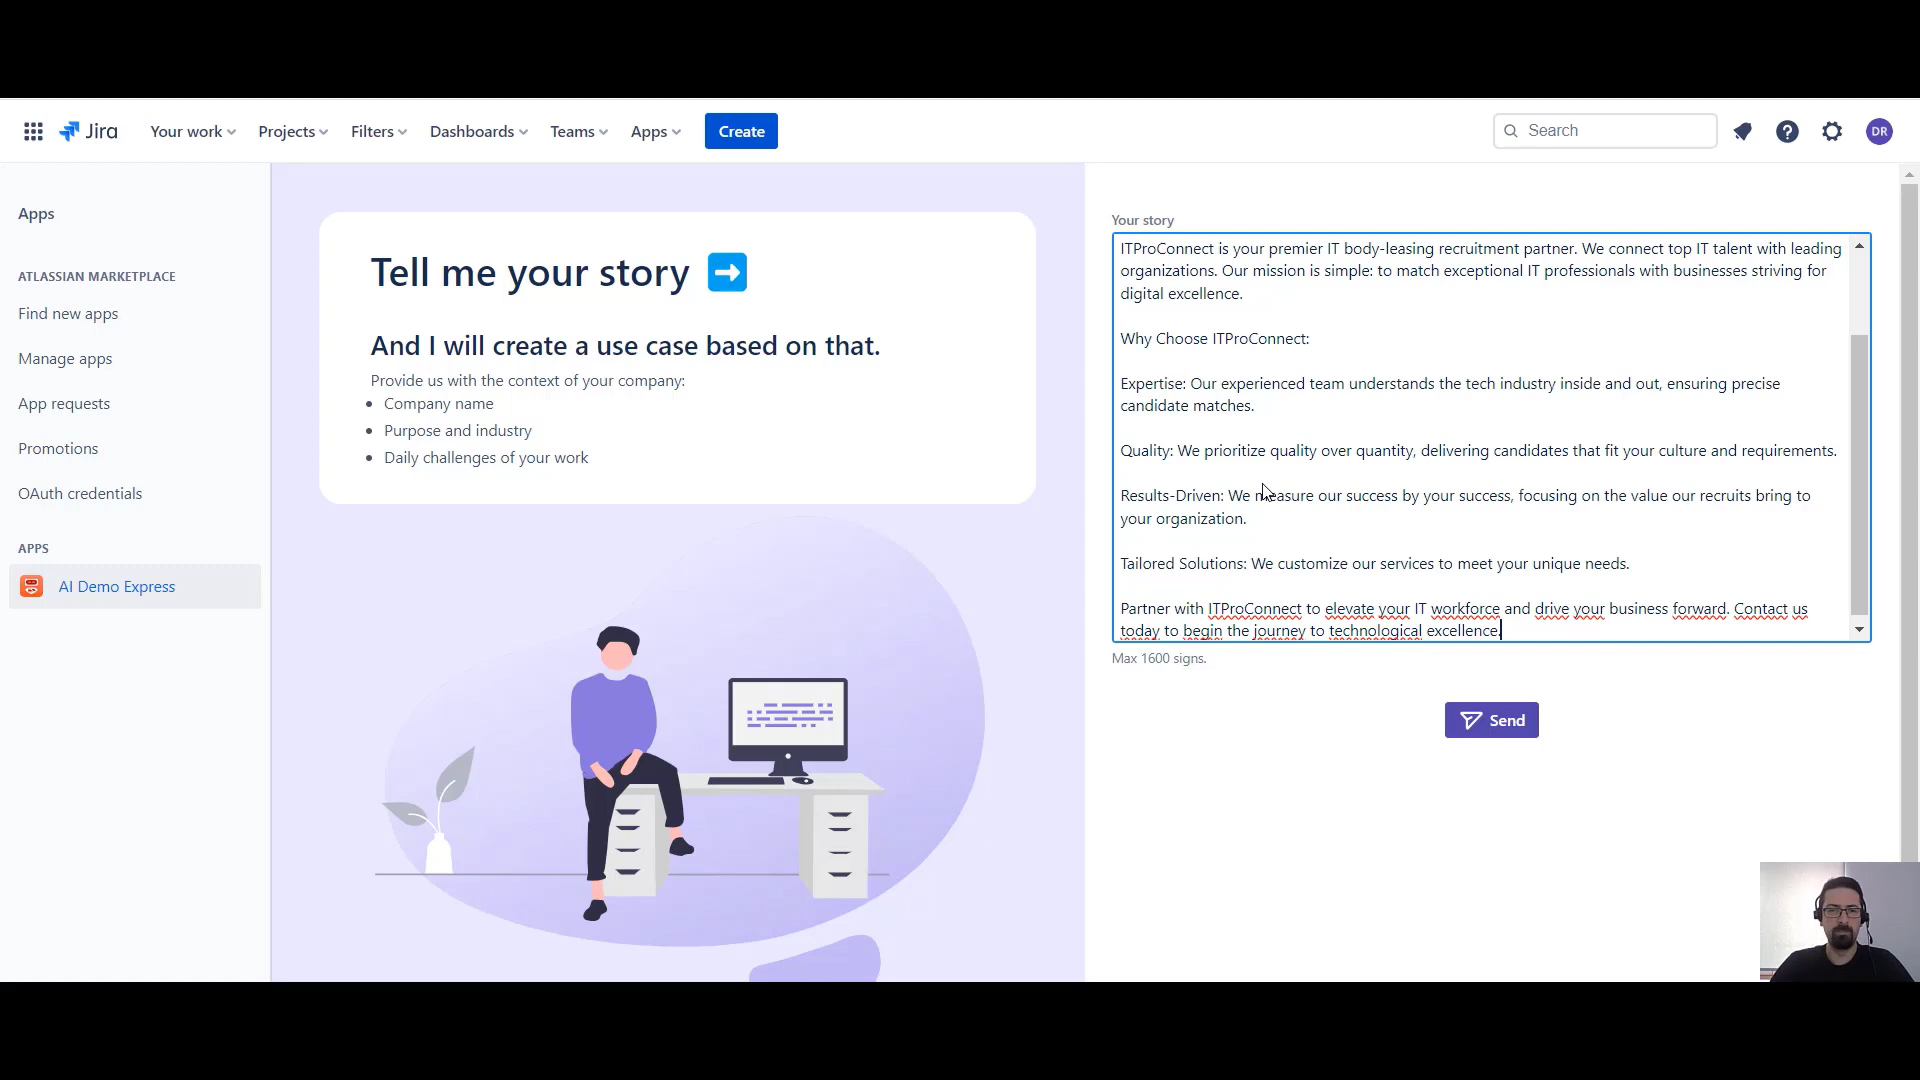 Jira
Your work
Projects
Filters
Dashboards
Teams
Apps
Create
Search
DR
Apps
ATLASSIAN MARKETPLACE
Find new apps
Manage apps
App requests
Promotions
OAuth credentials
APPS
AI Demo Express
Tell me your story
And I will create a use case based on that.
Provide us with the context of your company:
Company name
Purpose and industry
Daily challenges of your work
Your story
ITProConnect is your premier IT body-leasing recruitment partner. We connect top IT talent with leading
organizations. Our mission is simple: to match exceptional IT professionals with businesses striving for
digital excellence.
Why Choose ITProConnect:
Expertise: Our experienced team understands the tech industry inside and out, ensuring precise
candidate matches.
Quality: We prioritize quality over quantity, delivering candidates that fit your culture and requirements.
Results-Driven: We measure our success by your success, focusing on the value our recruits bring to
your organization.
Tailored Solutions: We customize our services to meet your unique needs.
Partner with ITProConnect to elevate your IT workforce and drive your business forward. Contact us
today to begin the journey to technological excellence.
Max 1600 signs.
Send